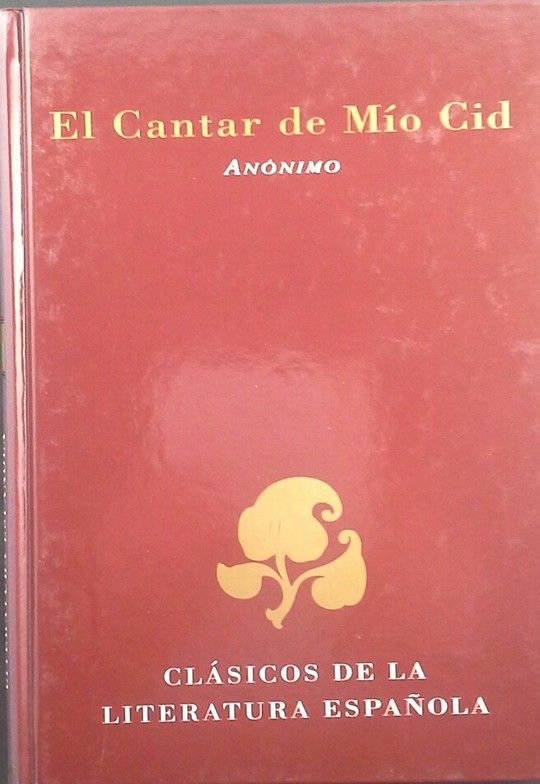 El Cantar de Mío Cid
ANÓNIMO
CLÁSICOS DE LA
LITERATURA ESPAÑOLA